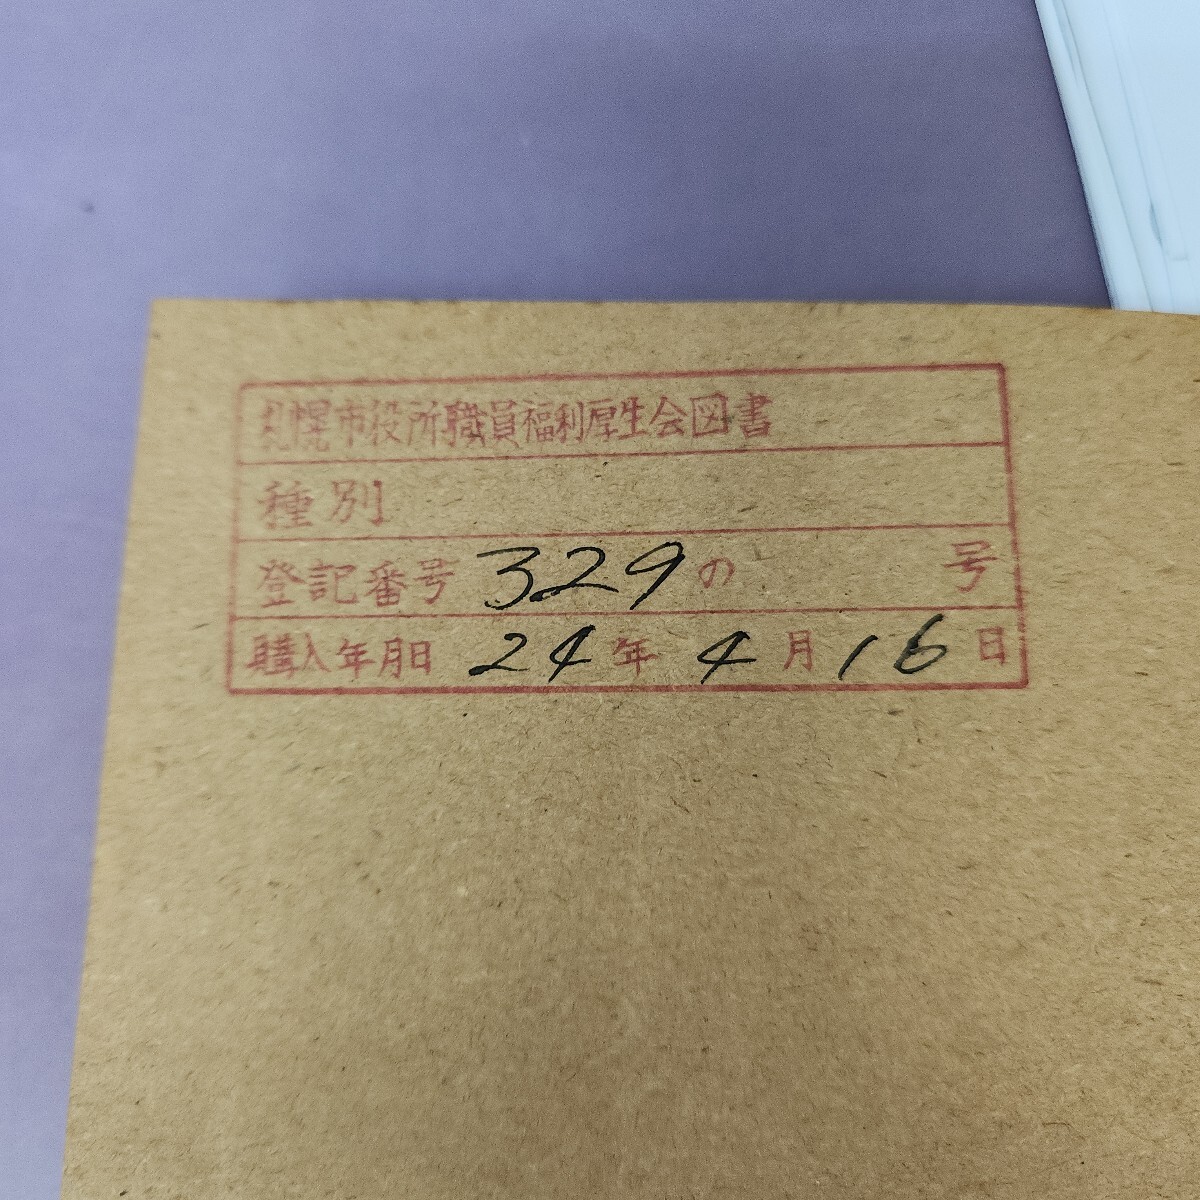 札幌市役所職員福利厚生会図書
種別
登記番号 329の 号
購入年月日 24年4月16日